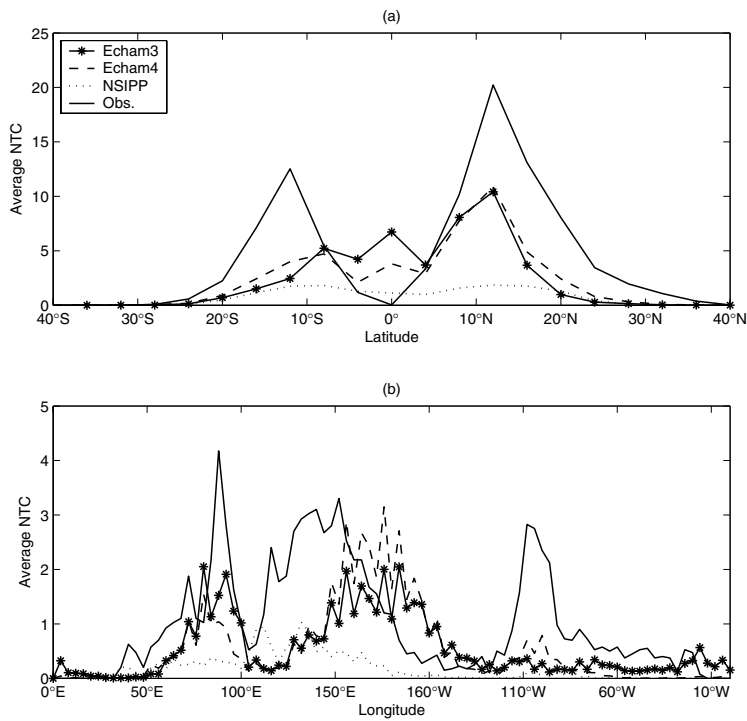 (a)
25
20
15
10
5
0
Average NTC
Echam3
Echam4
NSIPP
Obs.
40°S 30°S 20°S 10°S 0° 10°N 20°N 30°N 40°N
Latitude
(b)
5
4
3
2
1
0
Average NTC
0°E 50°E 100°E 150°E 160°W 110°W 60°W 10°W
Longitude